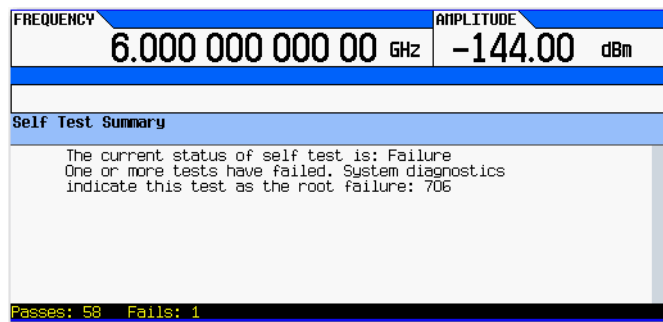 FREQUENCY
AMPLITUDE
6.000 000 000 00 GHz
-144.00 dBm
Self Test Summary
The current status of self test is: Failure
One or more tests have failed. System diagnostics
indicate this test as the root failure: 706
Passes: 58 Fails: 1